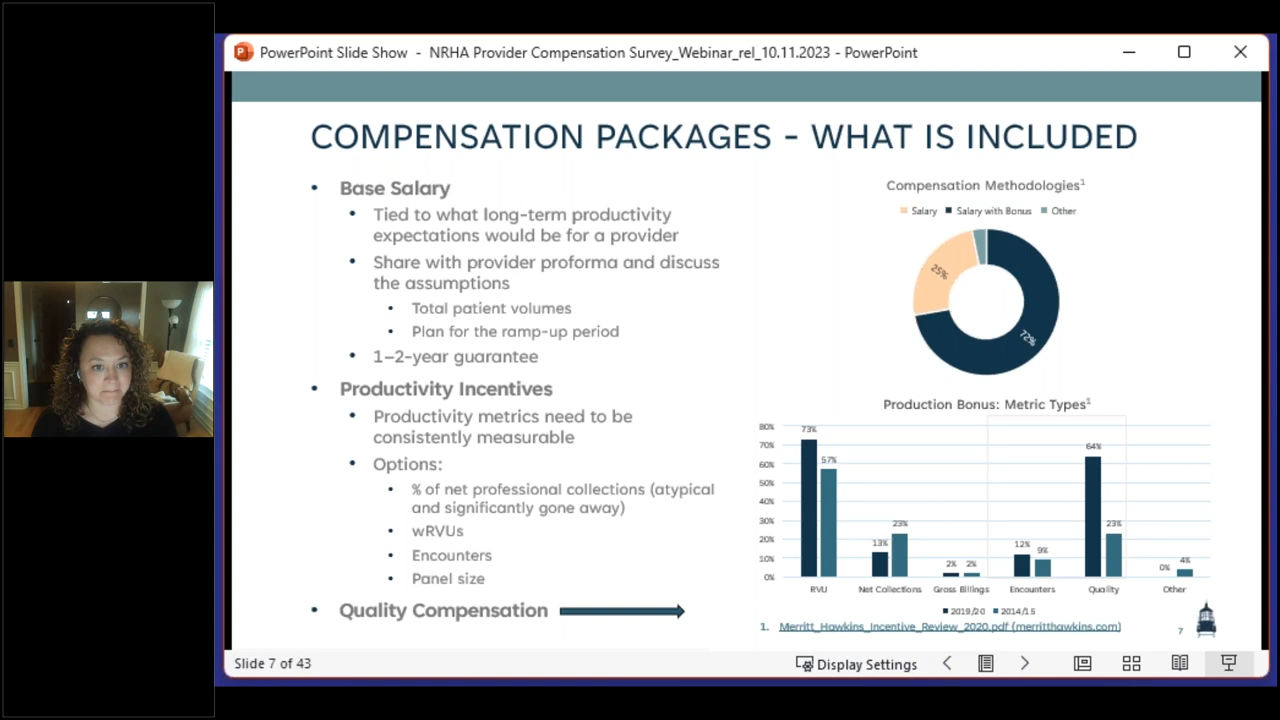 PowerPoint Slide Show - NRHA Provider Compensation Survey_Webinar_rel_10.11.2023 - PowerPoint
COMPENSATION PACKAGES - WHAT IS INCLUDED
• Base Salary
• Tied to what long-term productivity
expectations would be for a provider
• Share with provider proforma and discuss
the assumptions
• Total patient volumes
• Plan for the ramp-up period
• 1–2-year guarantee
• Productivity Incentives
• Productivity metrics need to be
consistently measurable
• Options:
• % of net professional collections (atypical
and significantly gone away)
• wRVUs
• Encounters
• Panel size
• Quality Compensation
Compensation Methodologies1
Salary Salary with Bonus Other
25%
72%
Production Bonus: Metric Types1
80%
70%
60%
50%
40%
30%
20%
10%
0%
73% 57% 13% 23% 2% 2% 12% 9% 64% 23% 0% 4%
RVU Net Collections Gross Billings Encounters Quality Other
2019/20 2014/15
1. Merritt_Hawkins_Incentive_Review_2020.pdf (merritthawkins.com)
7
Slide 7 of 43
Display Settings